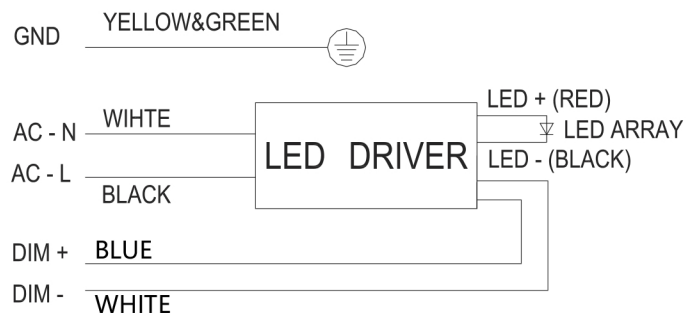 YELLOW&GREEN
GND
LED + (RED)
WIHTE
AC - N
LED DRIVER
LED ARRAY
LED - (BLACK)
AC - L
BLACK
DIM + BLUE
DIM -
WHITE